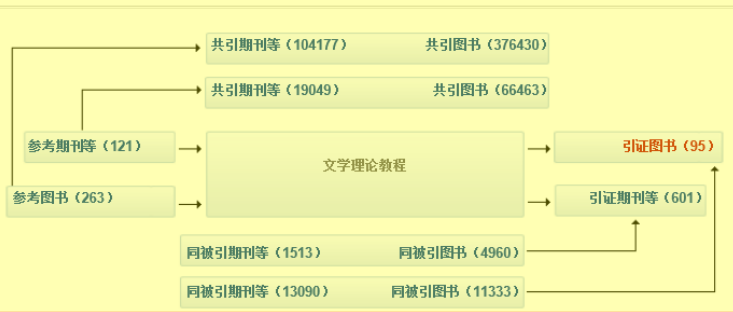 共引期刊等（104177） 共引图书（376430）
共引期刊等（19049） 共引图书（66463）
参考期刊等（121）
文学理论教程
引证图书（95）
参考图书（263）
引证期刊等（601）
同被引期刊等（1513） 同被引图书（4960）
同被引期刊等（13090） 同被引图书（11333）